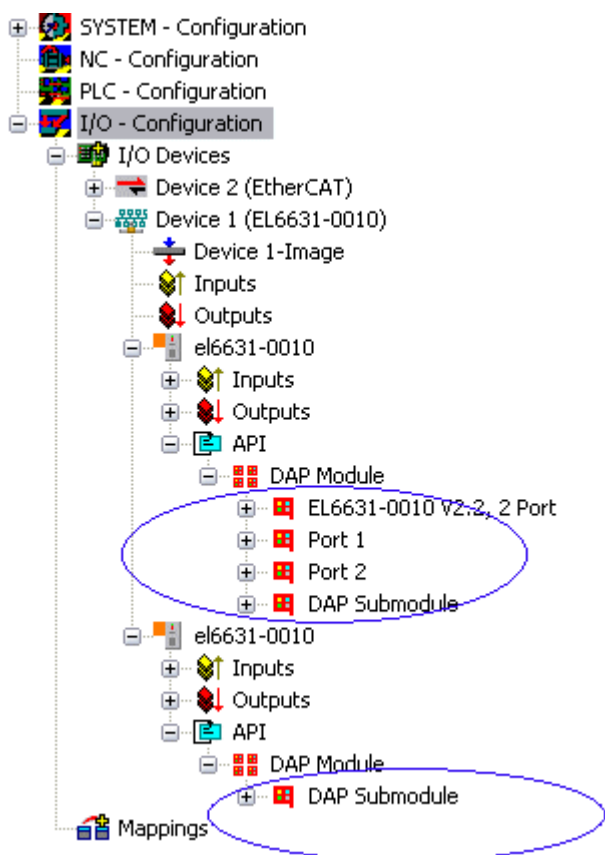 SYSTEM - Configuration
NC - Configuration
PLC - Configuration
I/O - Configuration
I/O Devices
Device 2 (EtherCAT)
Device 1 (EL6631-0010)
Device 1-Image
Inputs
Outputs
el6631-0010
Inputs
Outputs
API
DAP Module
EL6631-0010 V2.2, 2 Port
Port 1
Port 2
DAP Submodule
el6631-0010
Inputs
Outputs
API
DAP Module
DAP Submodule
Mappings